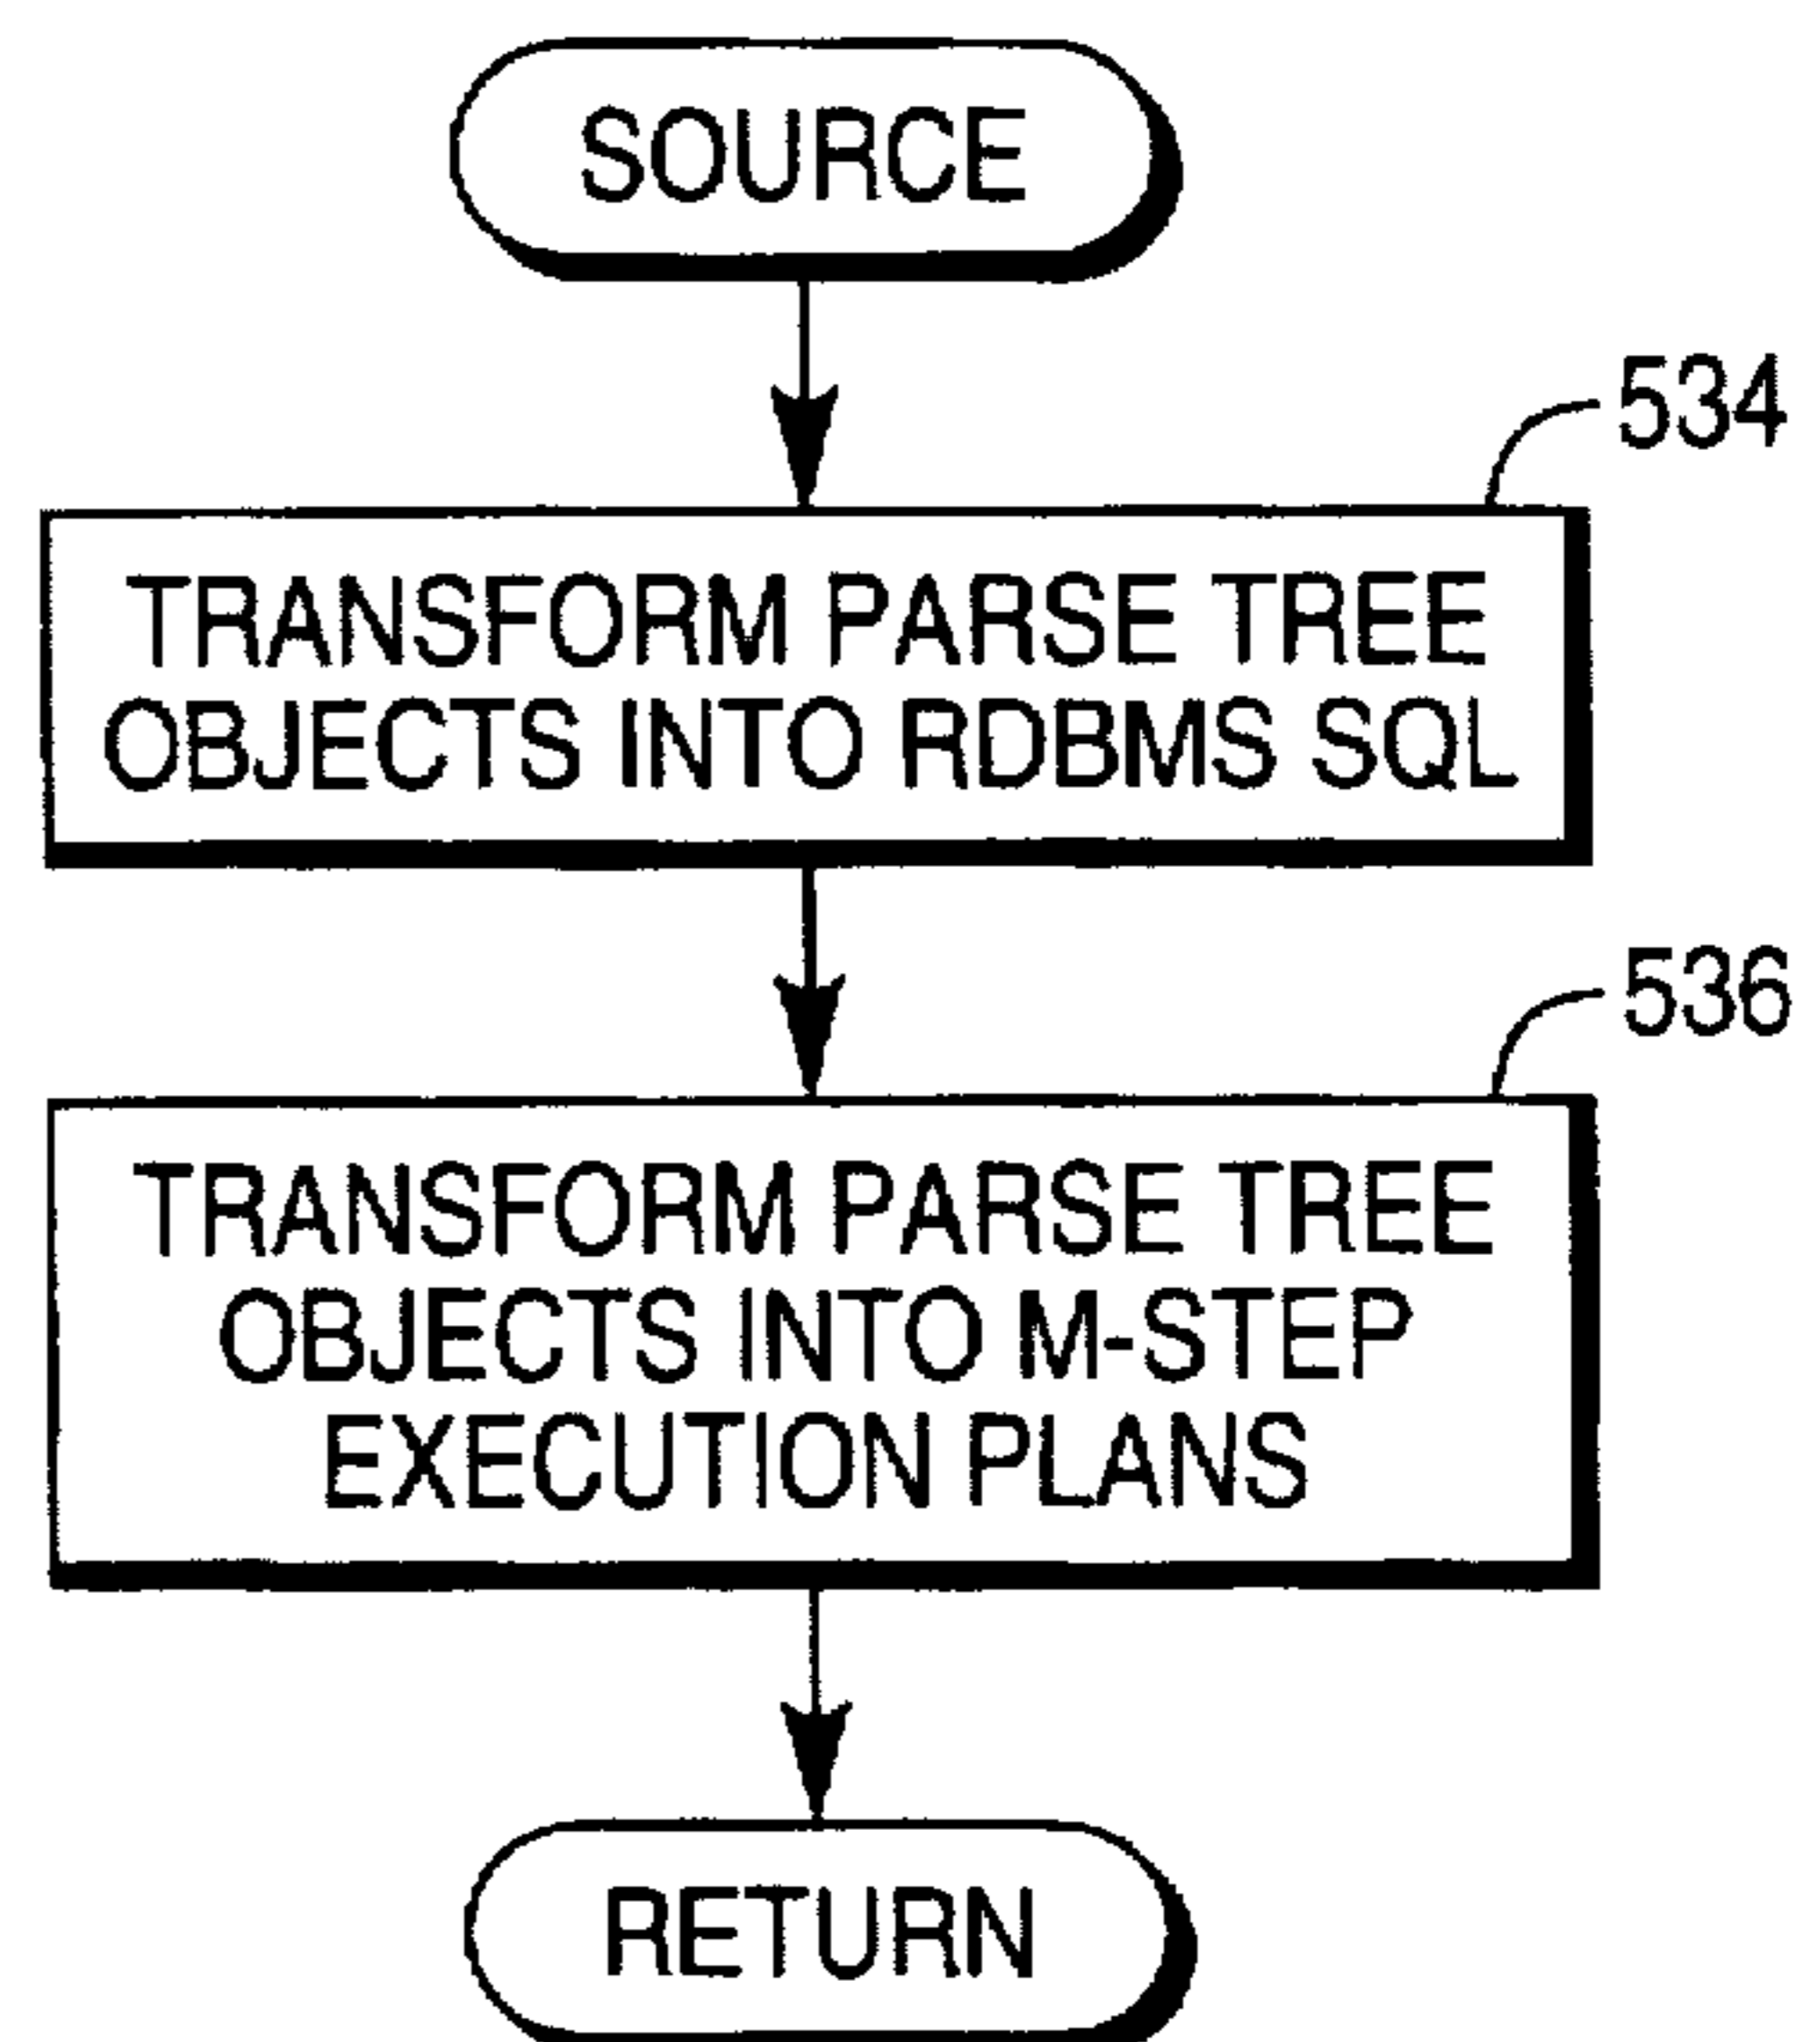 SOURCE
534
TRANSFORM PARSE TREE
OBJECTS INTO RDBMS SQL
536
TRANSFORM PARSE TREE
OBJECTS INTO M-STEP
EXECUTION PLANS
RETURN